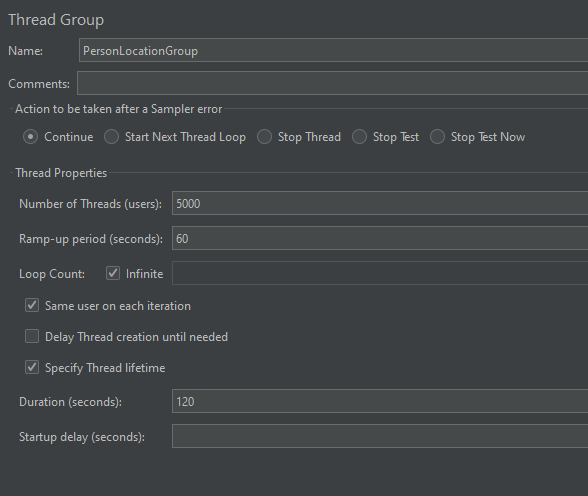 Thread Group
Name: PersonLocationGroup
Comments:
Action to be taken after a Sampler error
Continue Start Next Thread Loop Stop Thread Stop Test Stop Test Now
Thread Properties
Number of Threads (users): 5000
Ramp-up period (seconds): 60
Loop Count: Infinite
Same user on each iteration
Delay Thread creation until needed
Specify Thread lifetime
Duration (seconds): 120
Startup delay (seconds):